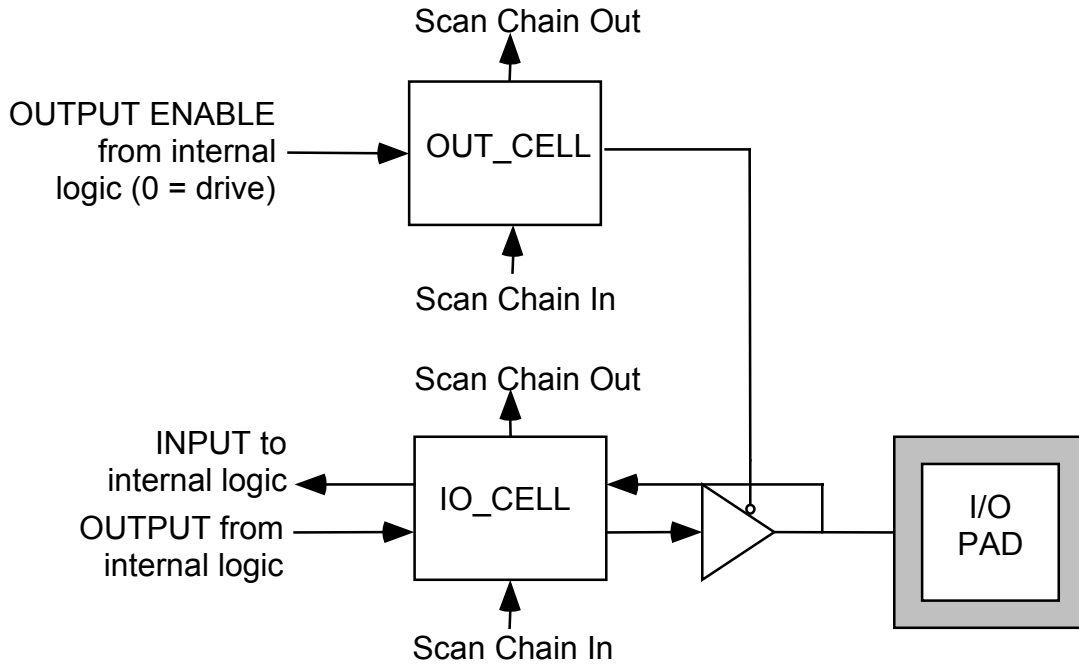 Scan Chain Out
OUTPUT ENABLE
from internal
logic (0 = drive)
OUT_CELL
Scan Chain In
Scan Chain Out
INPUT to
internal logic
OUTPUT from
internal logic
IO_CELL
I/O
PAD
Scan Chain In